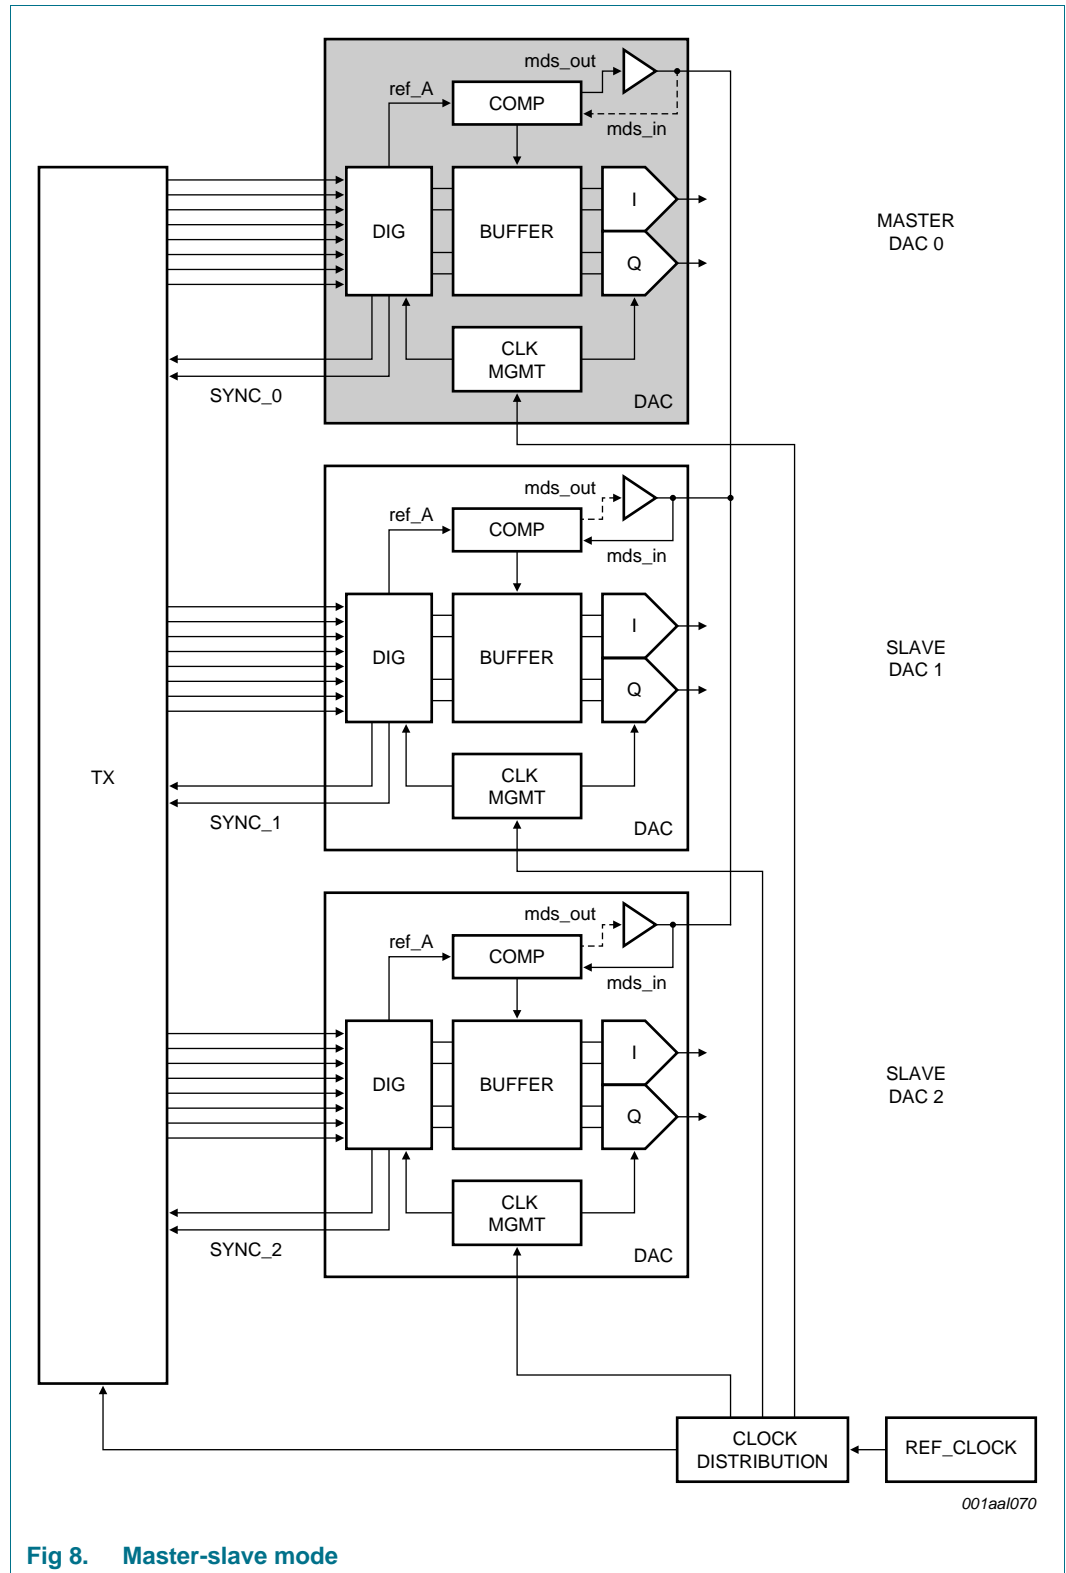 mds_out
ref_A
COMP
mds_in
DIG
BUFFER
I
Q
MASTER
DAC 0
CLK
MGMT
SYNC_0
DAC
mds_out
ref_A
COMP
mds_in
DIG
BUFFER
I
Q
SLAVE
DAC 1
TX
CLK
MGMT
SYNC_1
DAC
mds_out
ref_A
COMP
mds_in
DIG
BUFFER
I
Q
SLAVE
DAC 2
CLK
MGMT
SYNC_2
DAC
CLOCK
DISTRIBUTION
REF_CLOCK
001aal070
Fig 8. Master-slave mode